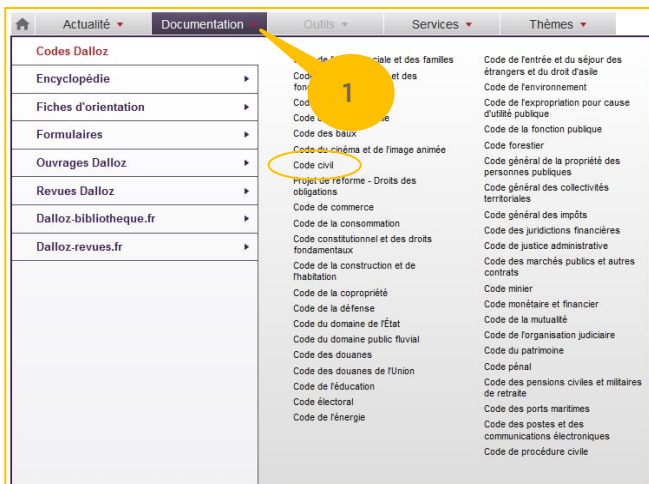 Actualité Documentation Outils Services Thèmes
1
Codes Dalloz
Encyclopédie
Fiches d'orientation
Formulaires
Ouvrages Dalloz
Revues Dalloz
Dalloz-bibliotheque.fr
Dalloz-revues.fr
et des familles
et des
Code des baux
Code du cinéma et de l'image animée
Code civil
Projet de réforme - Droits des
obligations
Code de commerce
Code de la consommation
Code constitutionnel et des droits
fondamentaux
Code de la construction et de
l'habitation
Code de la copropriété
Code de la défense
Code du domaine de l'État
Code du domaine public fluvial
Code des douanes
Code des douanes de l'Union
Code de l'éducation
Code électoral
Code de l'énergie
Code de l'entrée et du séjour des
étrangers et du droit d'asile
Code de l'environnement
Code de l'expropriation pour cause
d'utilité publique
Code de la fonction publique
Code forestier
Code général de la propriété des
personnes publiques
Code général des collectivités
territoriales
Code général des impôts
Code des juridictions financières
Code de justice administrative
Code des marchés publics et autres
contrats
Code minier
Code monétaire et financier
Code de la mutualité
Code de l'organisation judiciaire
Code du patrimoine
Code pénal
Code des pensions civiles et militaires
de retraite
Code des ports maritimes
Code des postes et des
communications électroniques
Code de procédure civile